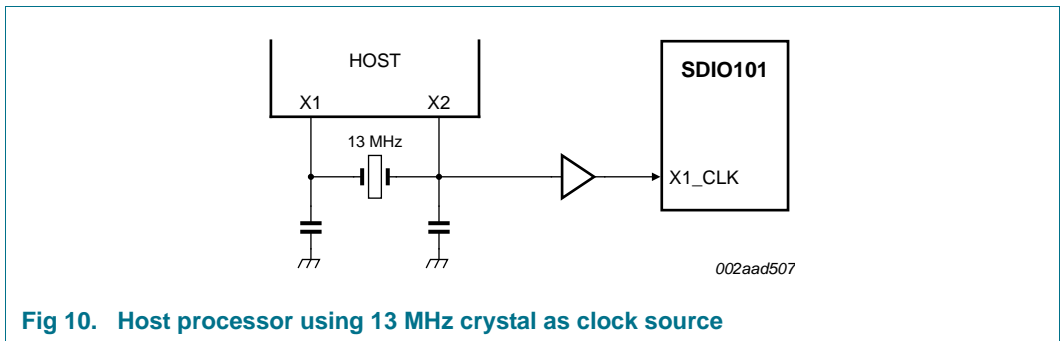 HOST
SDIO101
X1
X2
13 MHz
X1_CLK
002aad507
Fig 10. Host processor using 13 MHz crystal as clock source